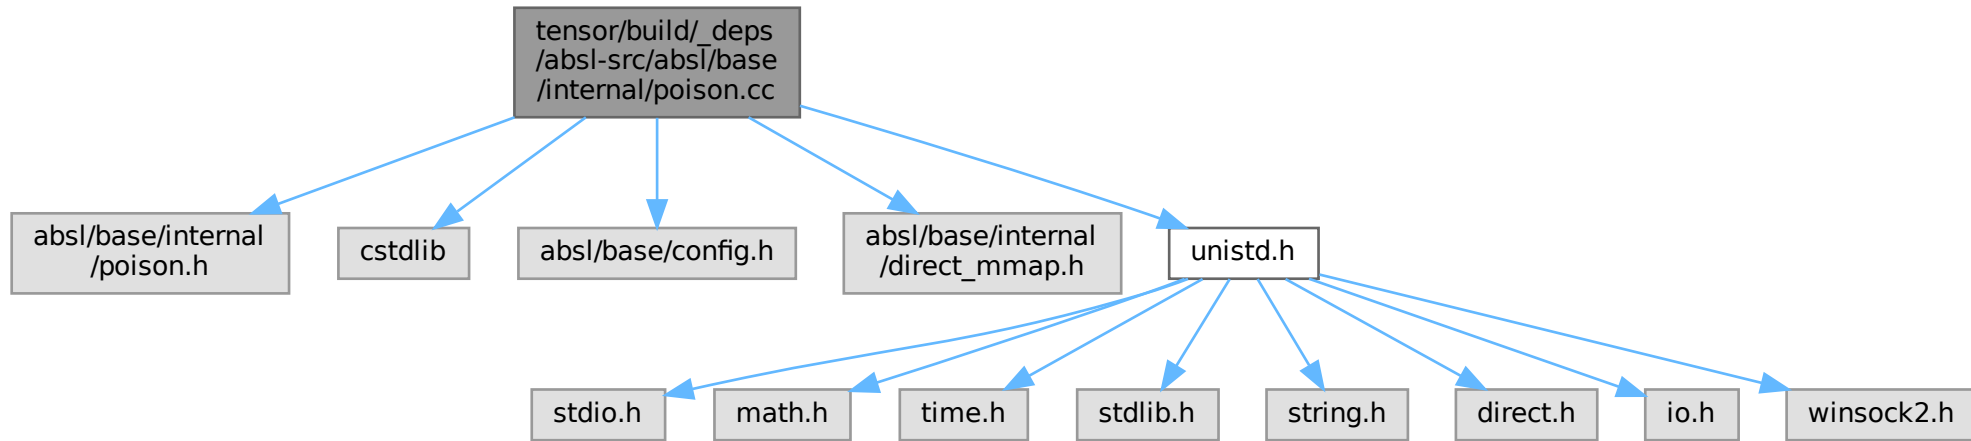 tensor/build/_deps
/absl-src/absl/base
/internal/poison.cc
absl/base/internal
/poison.h
cstdlib
absl/base/config.h
absl/base/internal
/direct_mmap.h
unistd.h
stdio.h
math.h
time.h
stdlib.h
string.h
direct.h
io.h
winsock2.h